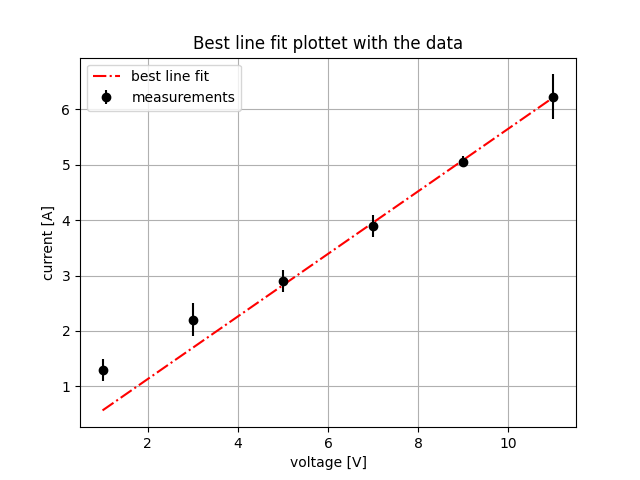 Best line fit plottet with the data
best line fit
measurements
6
5
4
3
2
1
current [A]
2 4 6 8 10
voltage [V]